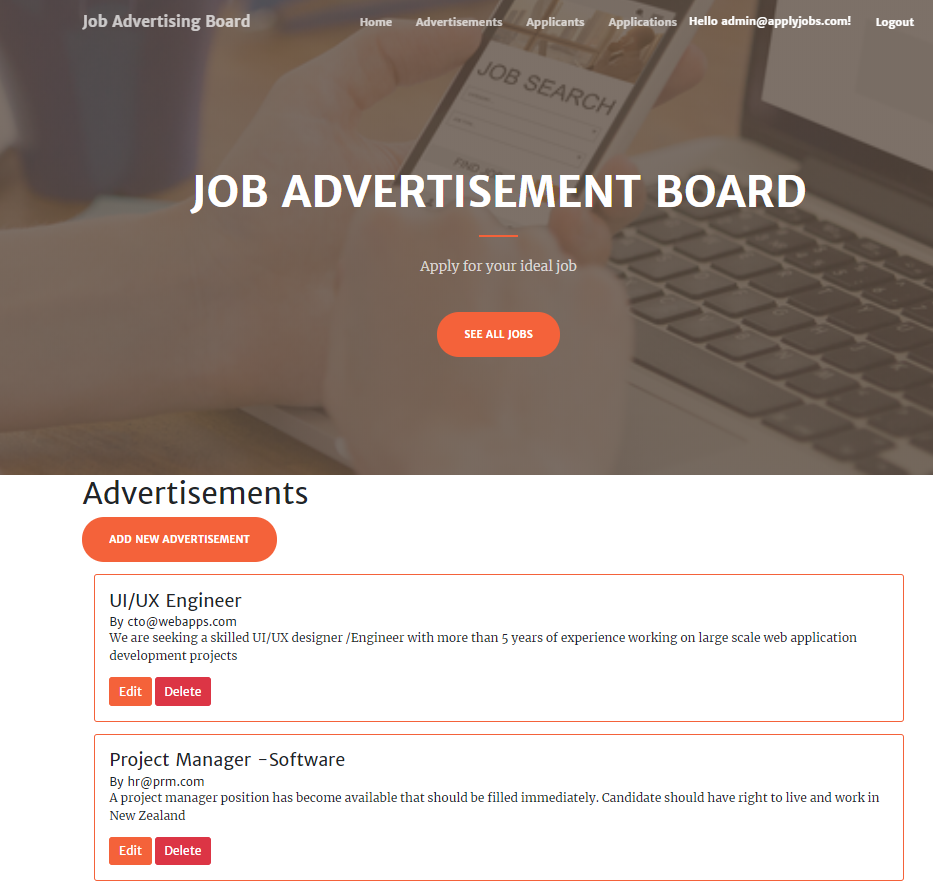 Job Advertising Board Home Advertisements Applicants Applications Hello admin@applyjobs.com! Logout
JOB SEARCH
FIND JOB
JOB ADVERTISEMENT BOARD
Apply for your ideal job
SEE ALL JOBS
Advertisements
ADD NEW ADVERTISEMENT
UI/UX Engineer
By cto@webapps.com
We are seeking a skilled UI/UX designer /Engineer with more than 5 years of experience working on large scale web application
development projects
Edit Delete
Project Manager -Software
By hr@prm.com
A project manager position has become available that should be filled immediately. Candidate should have right to live and work in
New Zealand
Edit Delete